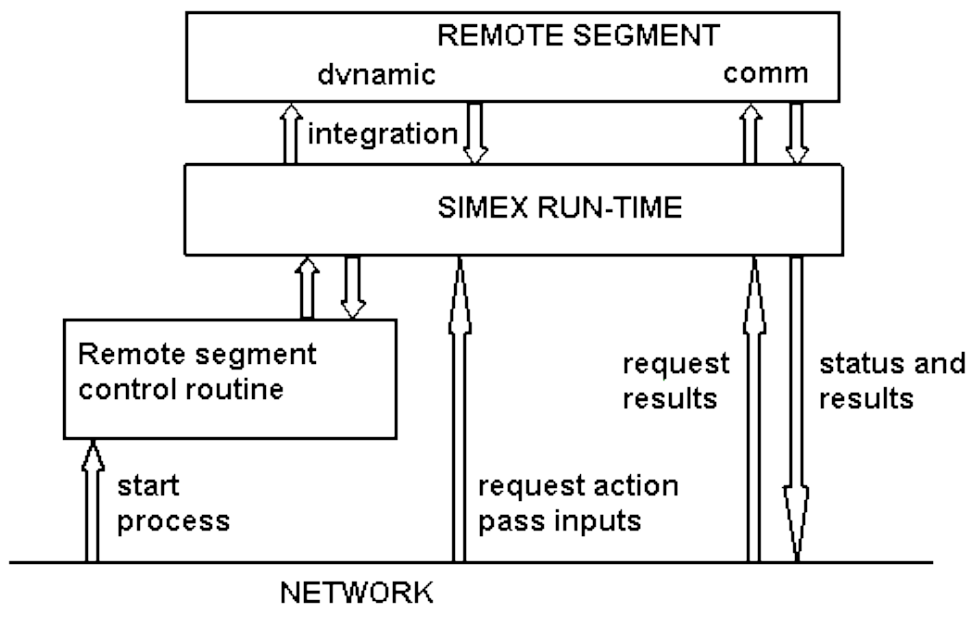 REMOTE SEGMENT
dvnamic comm
integration
SIMEX RUN-TIME
Remote segment
control routine
request
results
status and
results
start
process
request action
pass inputs
NETWORK